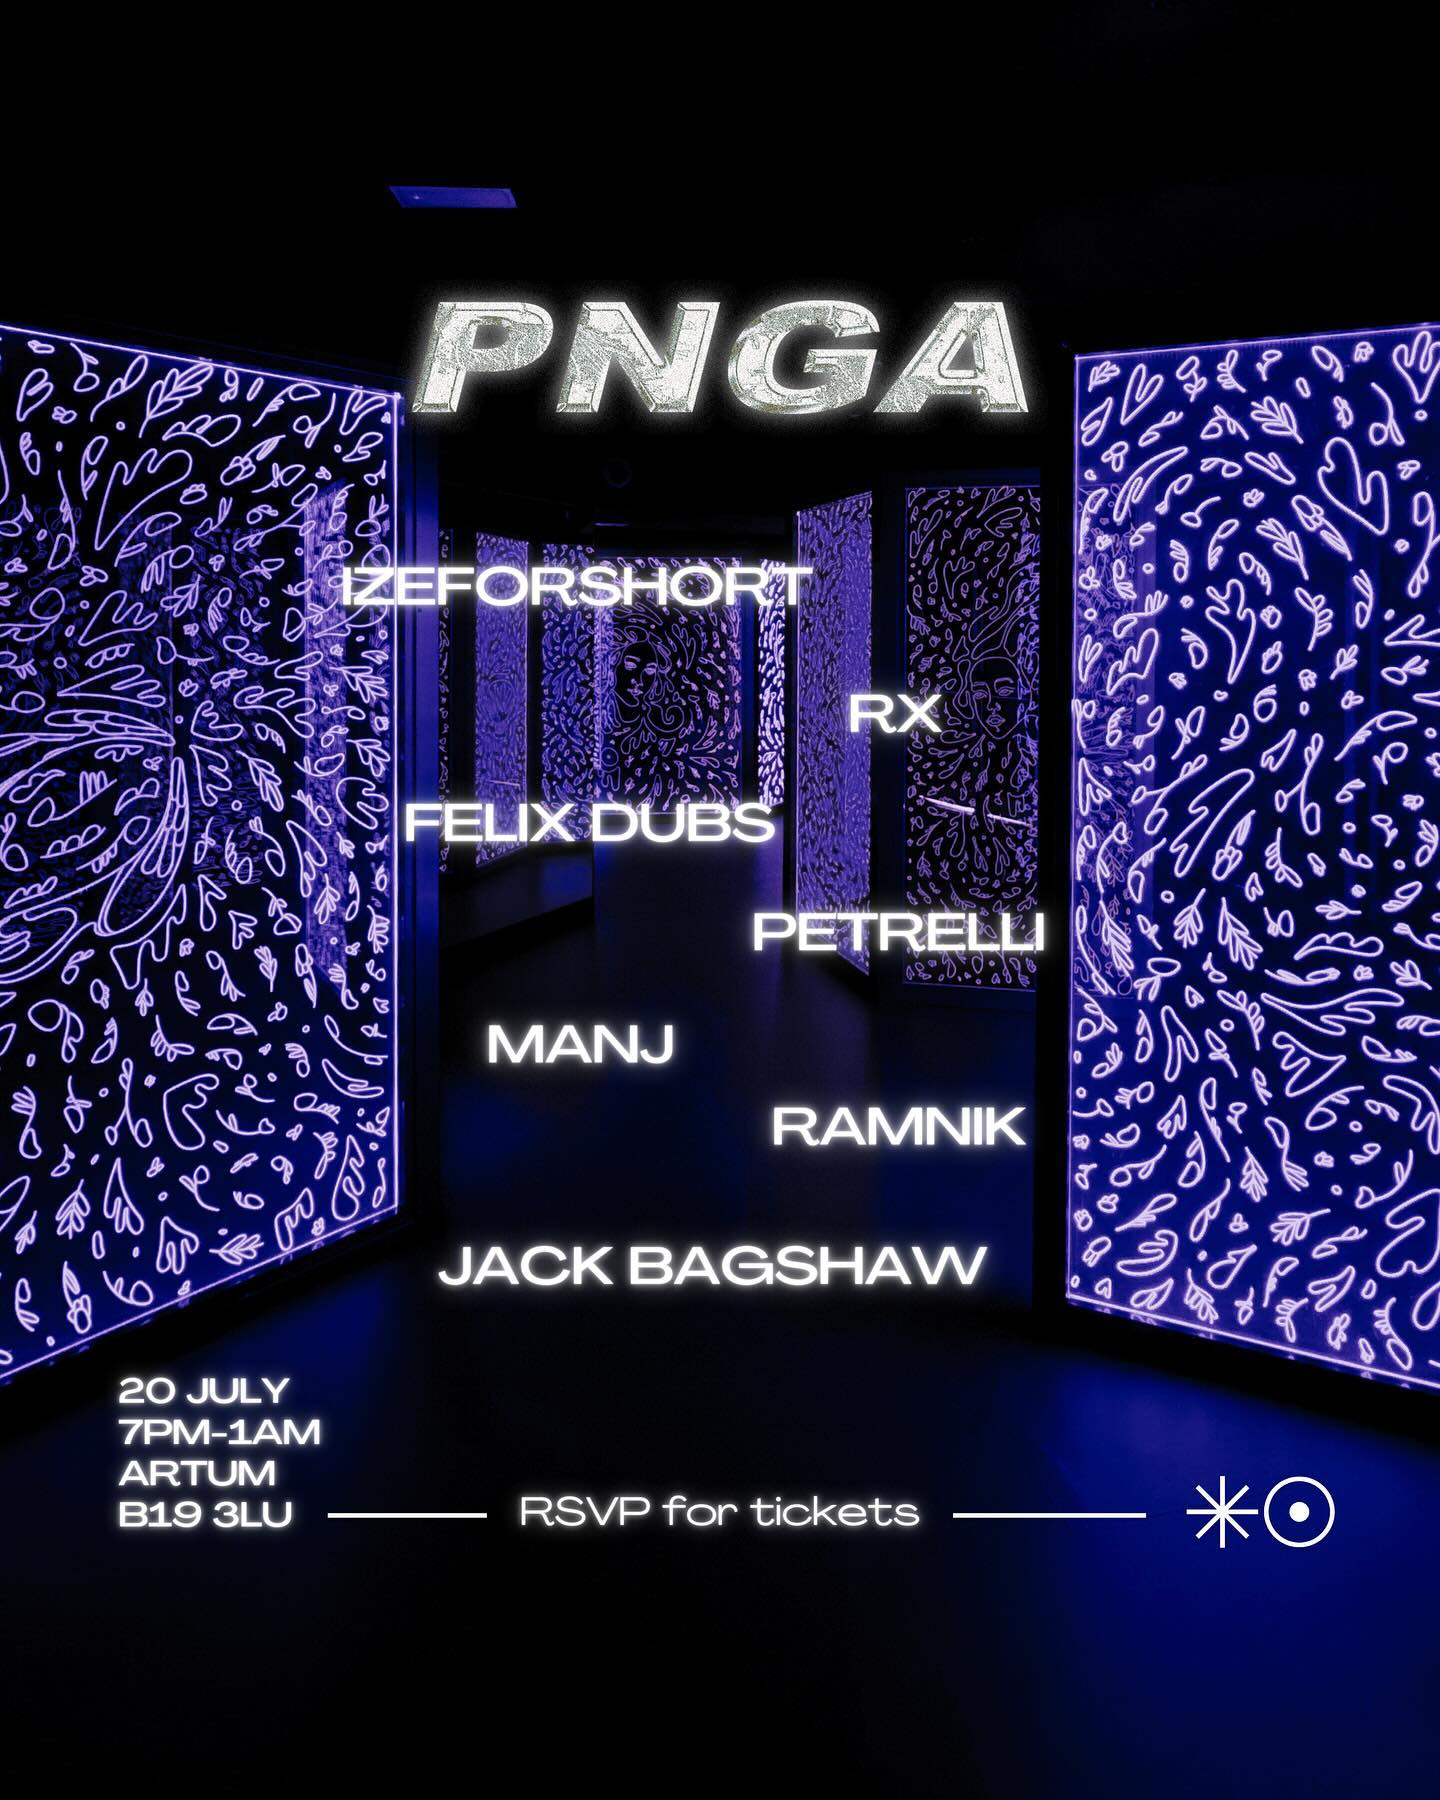 PNGA
IZEFORSHORT
RX
FELIX DUBS
PETRELLI
MANJ
RAMNIK
JACK BAGSHAW
20 JULY
7PM-1AM
ARTUM
B19 3LU
RSVP for tickets